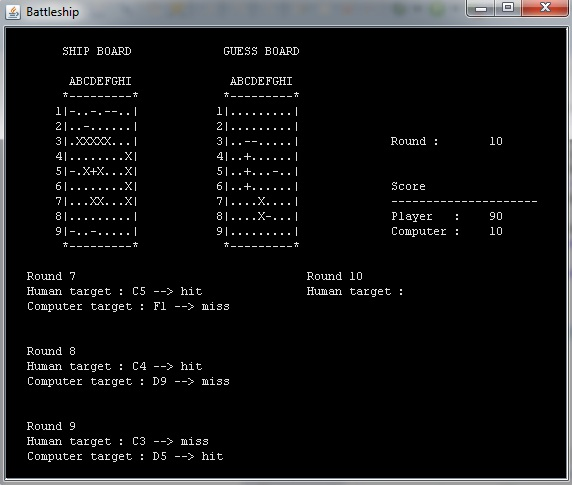 Battleship
SHIP BOARD GUESS BOARD
ABCDEFGHI ABCDEFGHI
*---------* *---------*
1|-..-.--..| 1|.........|
2|..-......| 2|.........|
3|.XXXXX...| 3|..--.....| Round : 10
4|........X| 4|..+......|
5|-.X+X...X| 5|..+...-..|
6|........X| 6|..+......| Score
7|...XX...X| 7|....X....| ----------------------
8|.........| 8|....X-...| Player : 90
9|-..-.....| 9|.........| Computer : 10
*---------* *---------*
Round 7 Round 10
Human target : C5 --> hit Human target :
Computer target : F1 --> miss
Round 8
Human target : C4 --> hit
Computer target : D9 --> miss
Round 9
Human target : C3 --> miss
Computer target : D5 --> hit